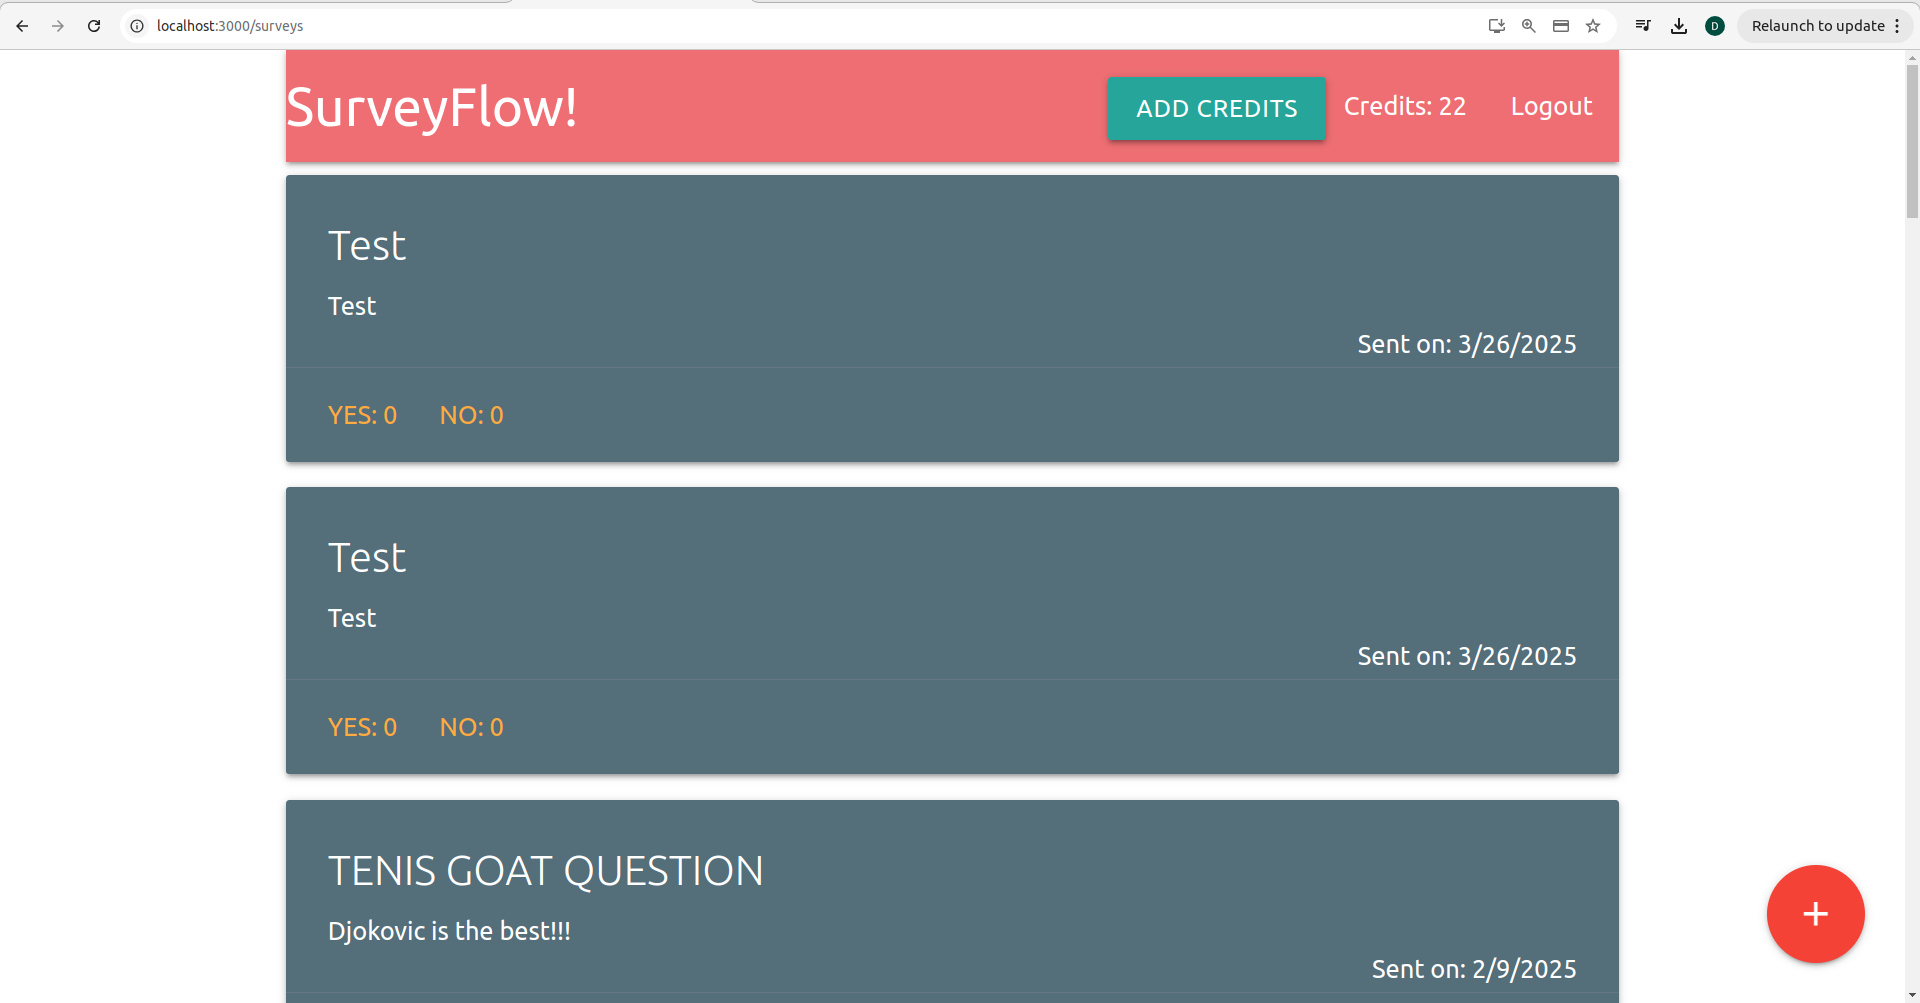 localhost:3000/surveys
D
Relaunch to update
SurveyFlow!
ADD CREDITS
Credits: 22
Logout
Test
Test
Sent on: 3/26/2025
YES: 0 NO: 0
Test
Test
Sent on: 3/26/2025
YES: 0 NO: 0
TENIS GOAT QUESTION
Djokovic is the best!!!
Sent on: 2/9/2025
+